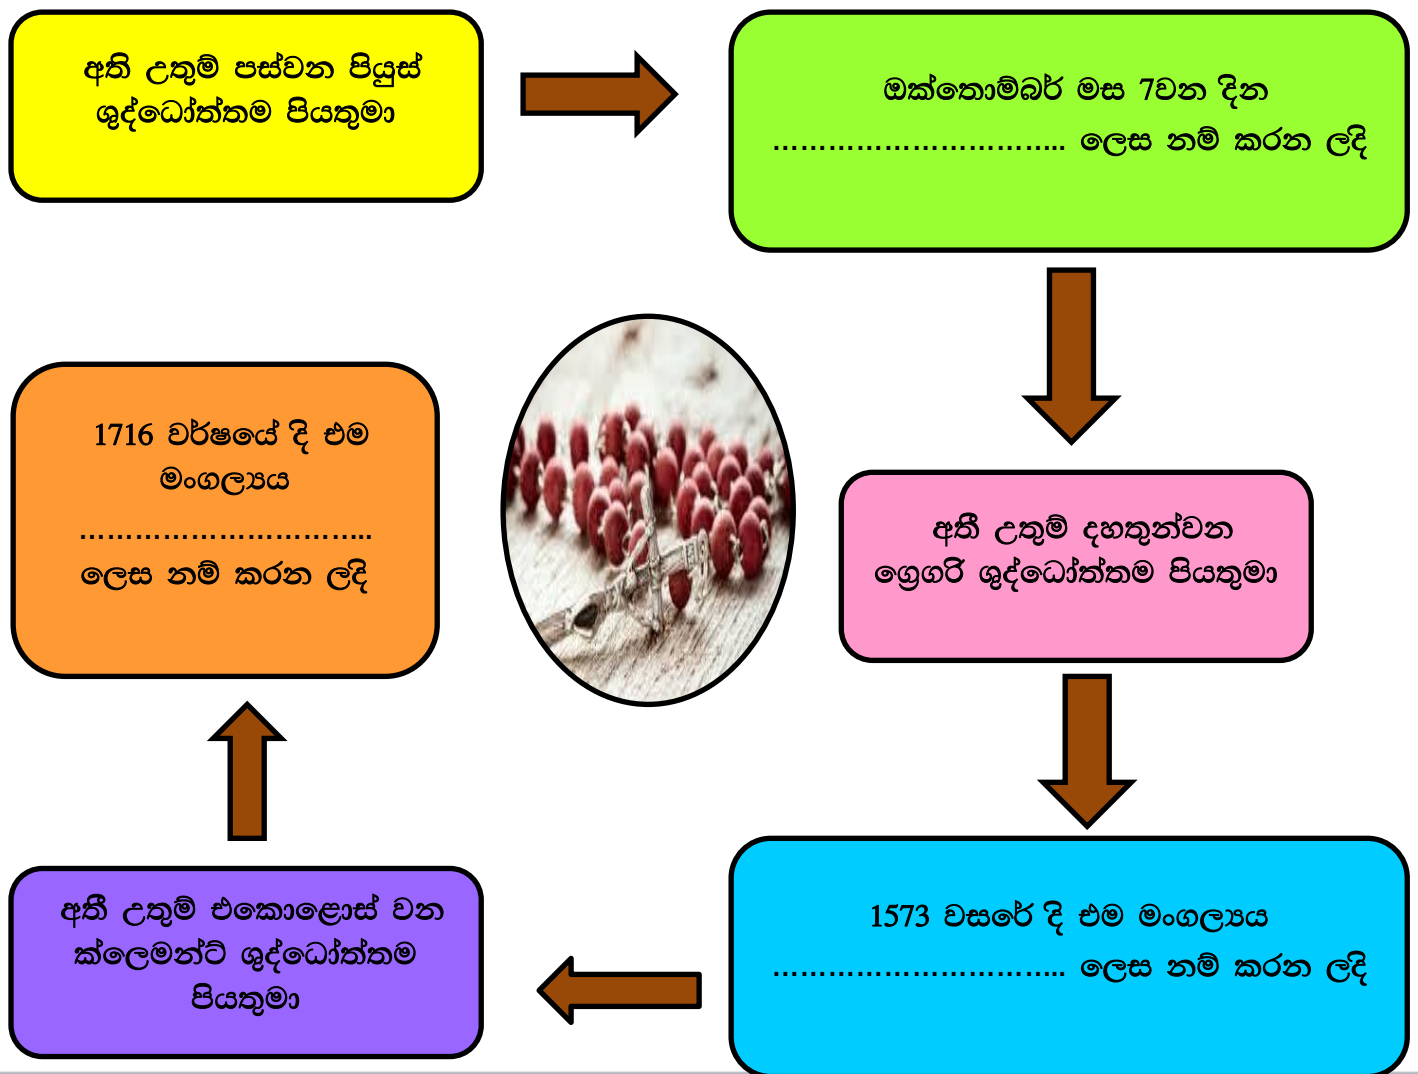 අති උතුම් පස්වන පියුස්
ශුද්ධෝත්තම පියතුමා
ඔක්තොම්බර් මස 7වන දින
………………………….. ලෙස නම් කරන ලදි
අතී උතුම් දහතුන්වන
ග්‍රෙගරි ශුද්ධෝත්තම පියතුමා
1573 වසරේ දි එම මංගල්‍යය
………………………….. ලෙස නම් කරන ලදි
අතී උතුම් එකොළොස් වන
ක්ලෙමන්ට් ශුද්ධෝත්තම
පියතුමා
1716 වර්ෂයේ දි එම
මංගල්‍යය
…………………………..
ලෙස නම් කරන ලදි